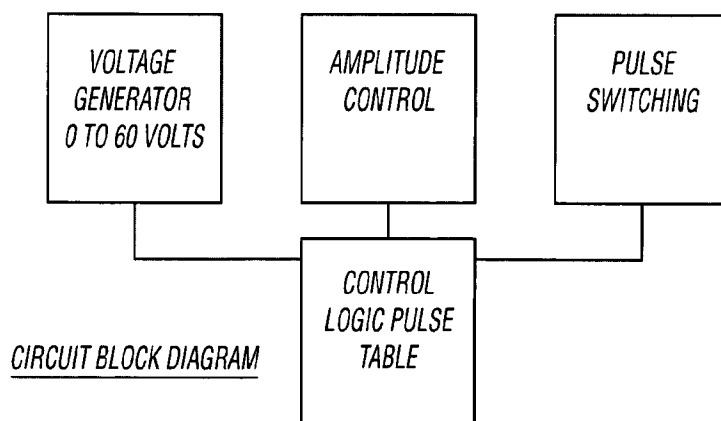 VOLTAGE
GENERATOR
0 TO 60 VOLTS
AMPLITUDE
CONTROL
PULSE
SWITCHING
CONTROL
LOGIC PULSE
TABLE
CIRCUIT BLOCK DIAGRAM